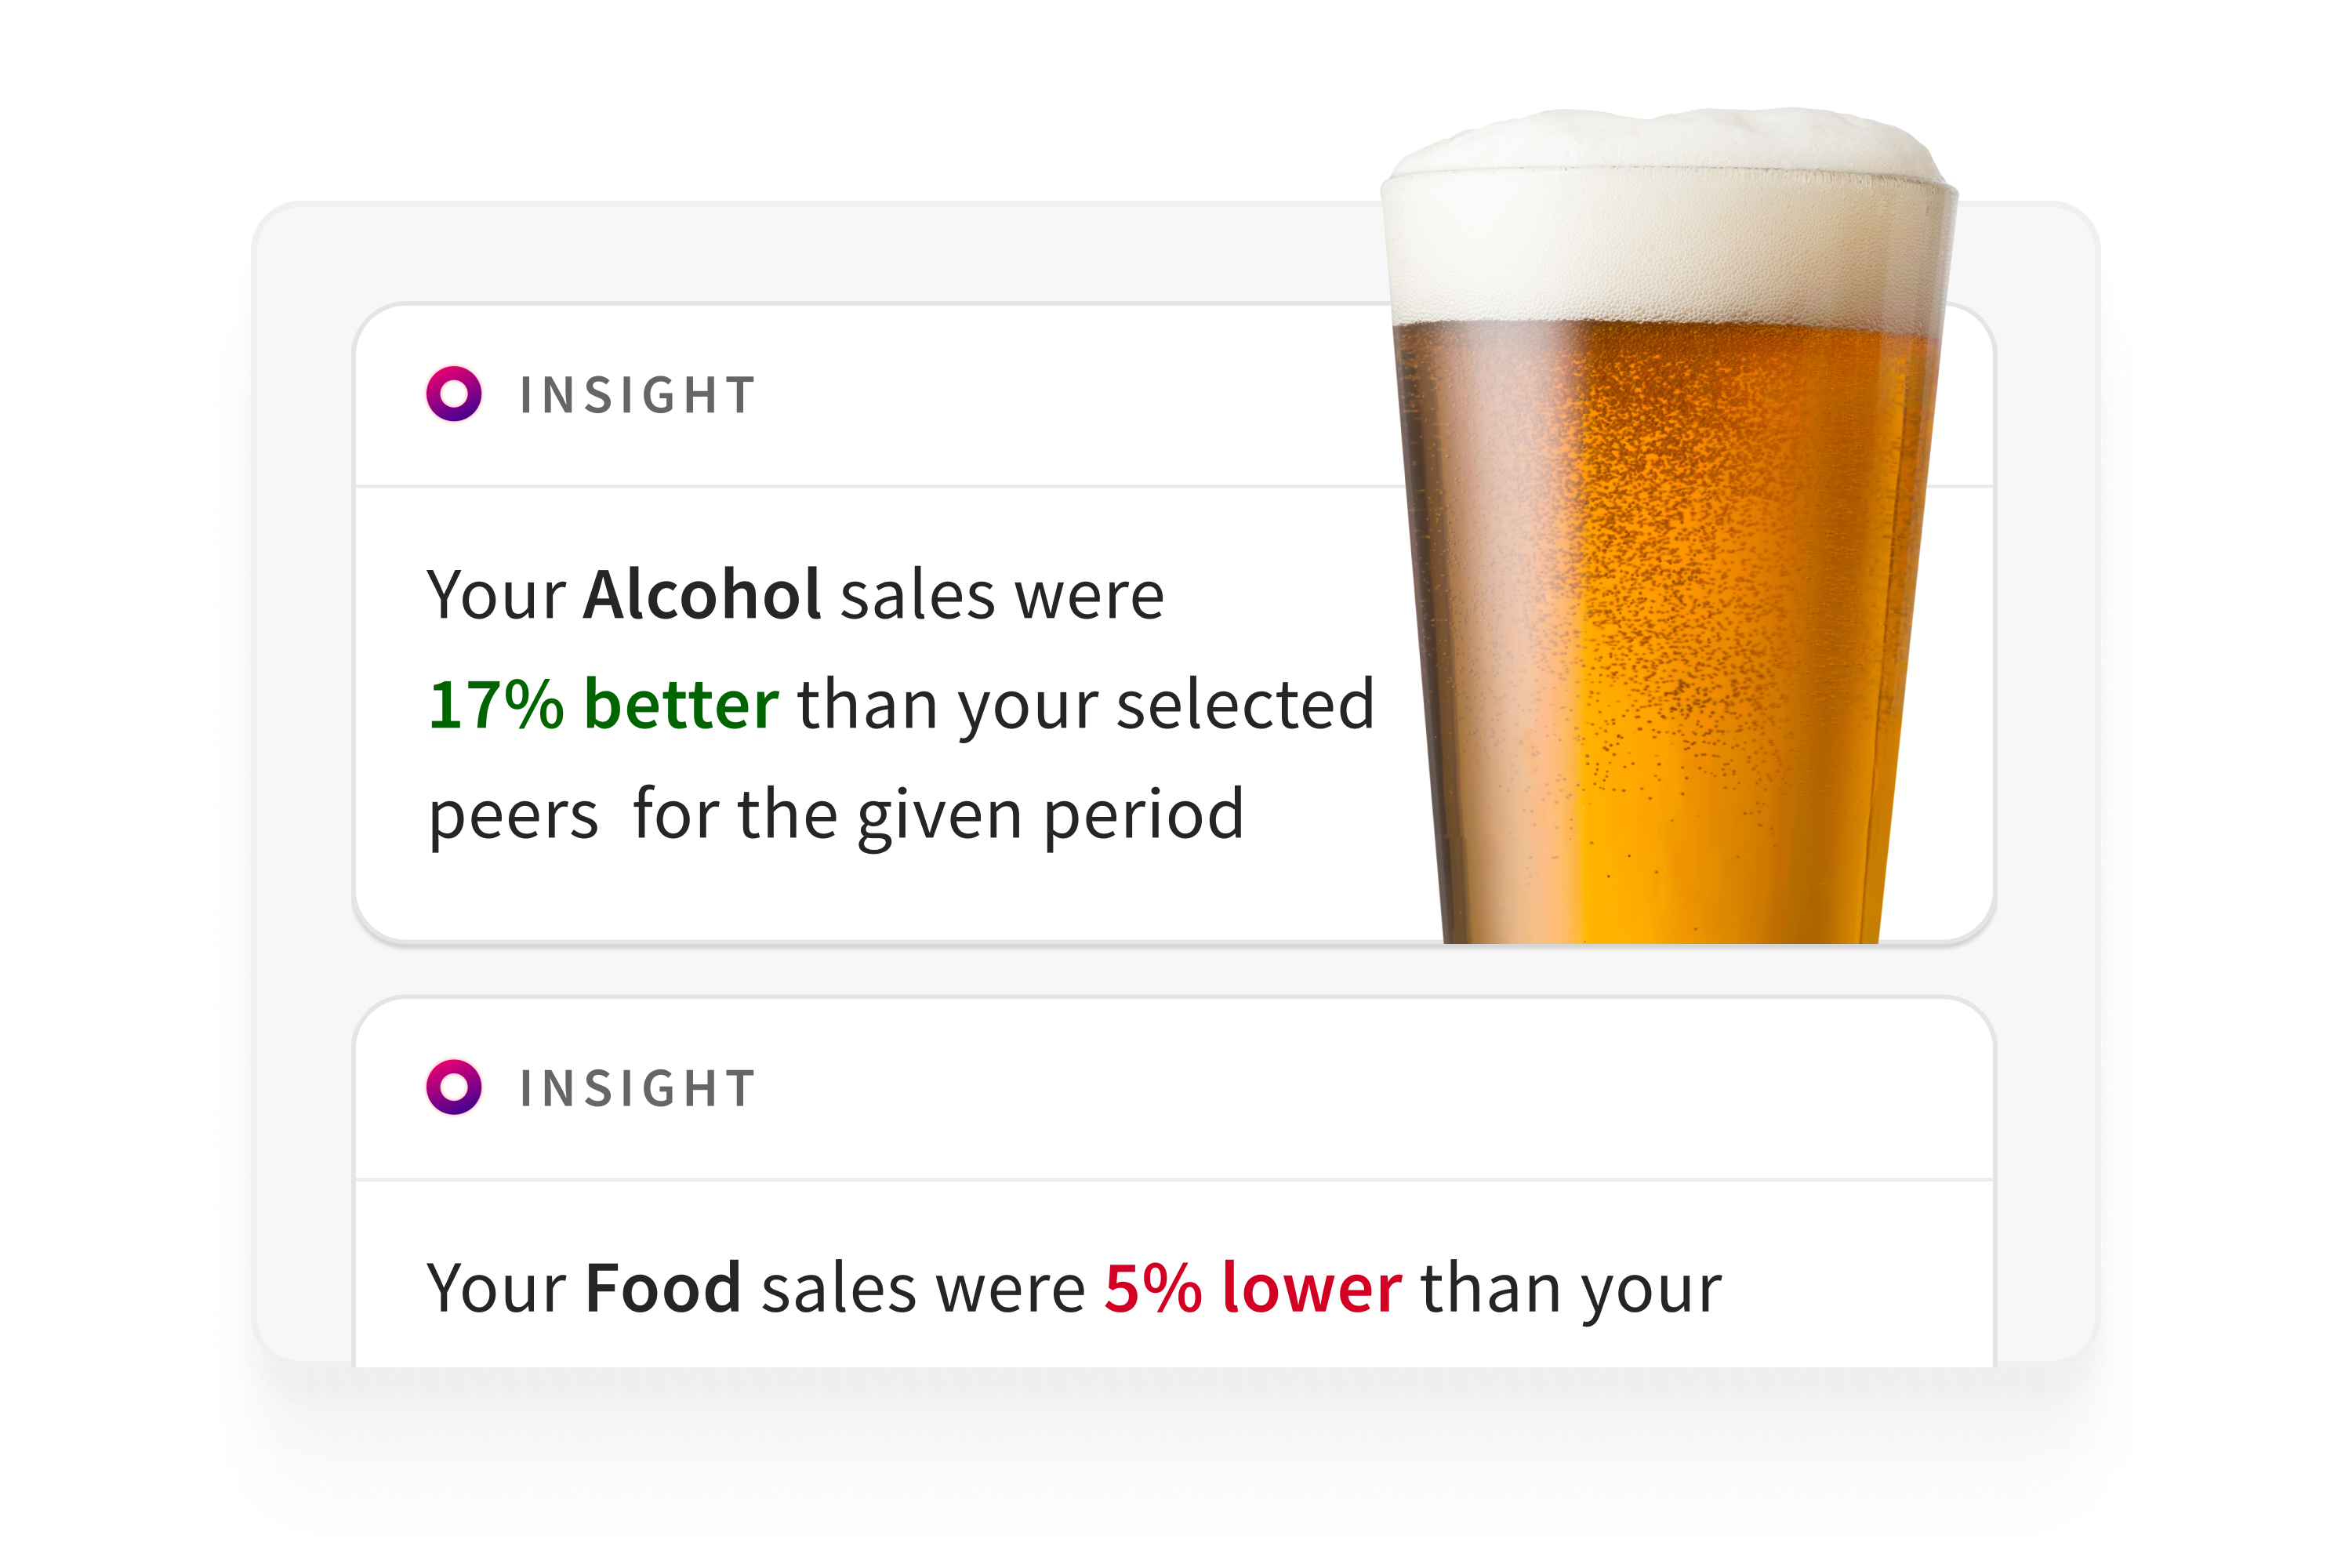 INSIGHT
Your Alcohol sales were
17% better than your selected
peers  for the given period
INSIGHT
Your Food sales were 5% lower than your